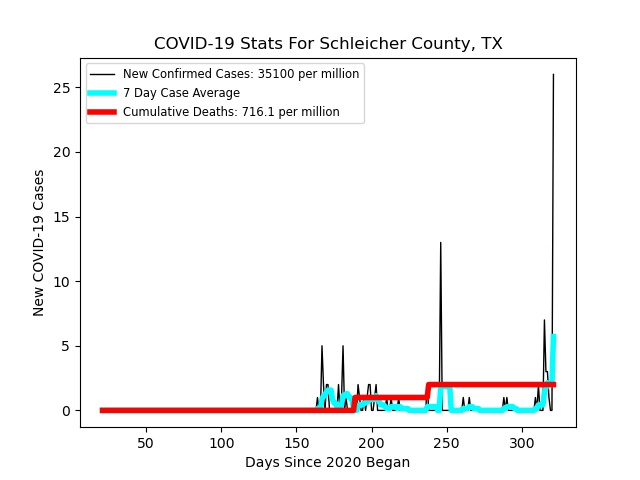 COVID-19 Stats For Schleicher County, TX
New Confirmed Cases: 35100 per million
7 Day Case Average
Cumulative Deaths: 716.1 per million
New COVID-19 Cases
25
20
15
10
5
0
50 100 150 200 250 300
Days Since 2020 Began